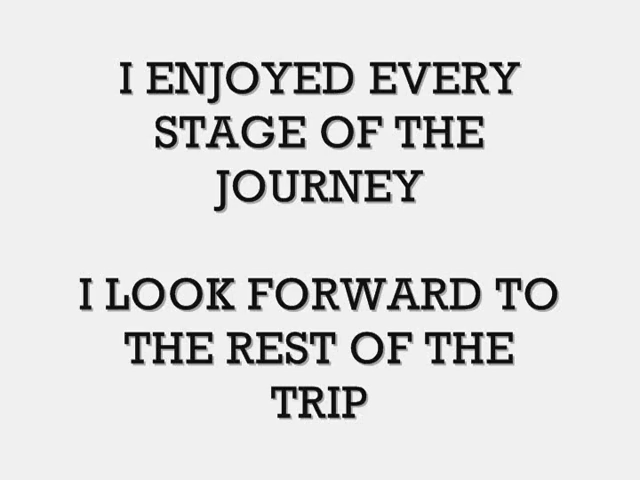 I ENJOYED EVERY
STAGE OF THE
JOURNEY
I LOOK FORWARD TO
THE REST OF THE
TRIP